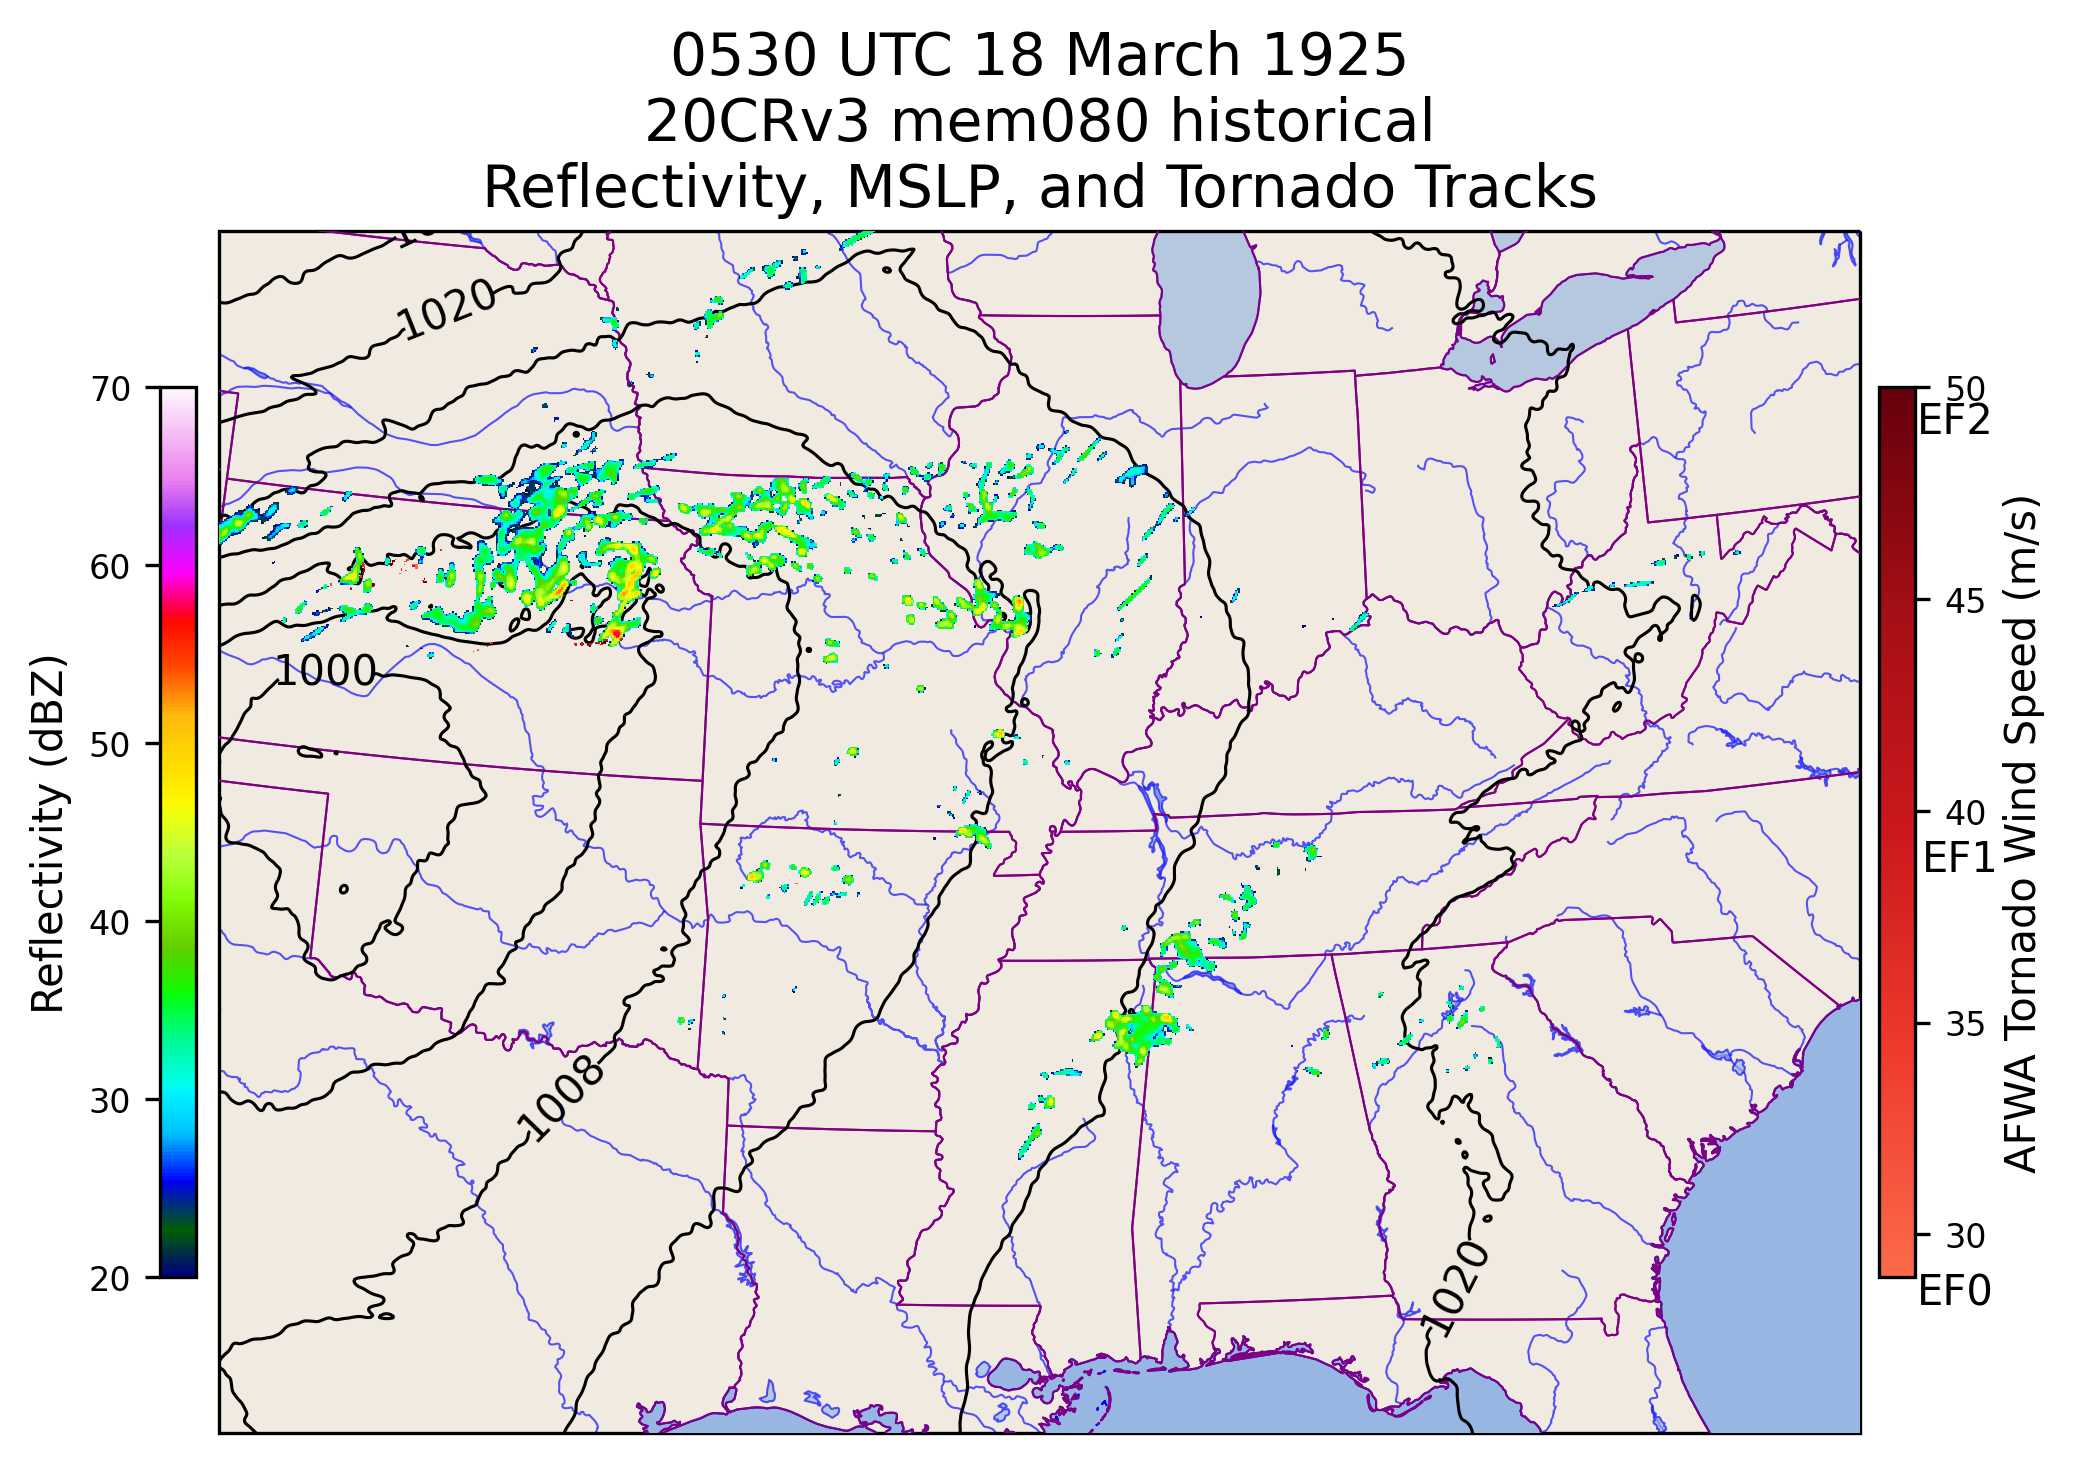 0530 UTC 18 March 1925
20CRv3 mem080 historical
Reflectivity, MSLP, and Tornado Tracks
1020
1000
1008
1020
Reflectivity (dBZ)
70
60
50
40
30
20
50
EF2
45
40
EF1
35
30
EF0
AFWA Tornado Wind Speed (m/s)